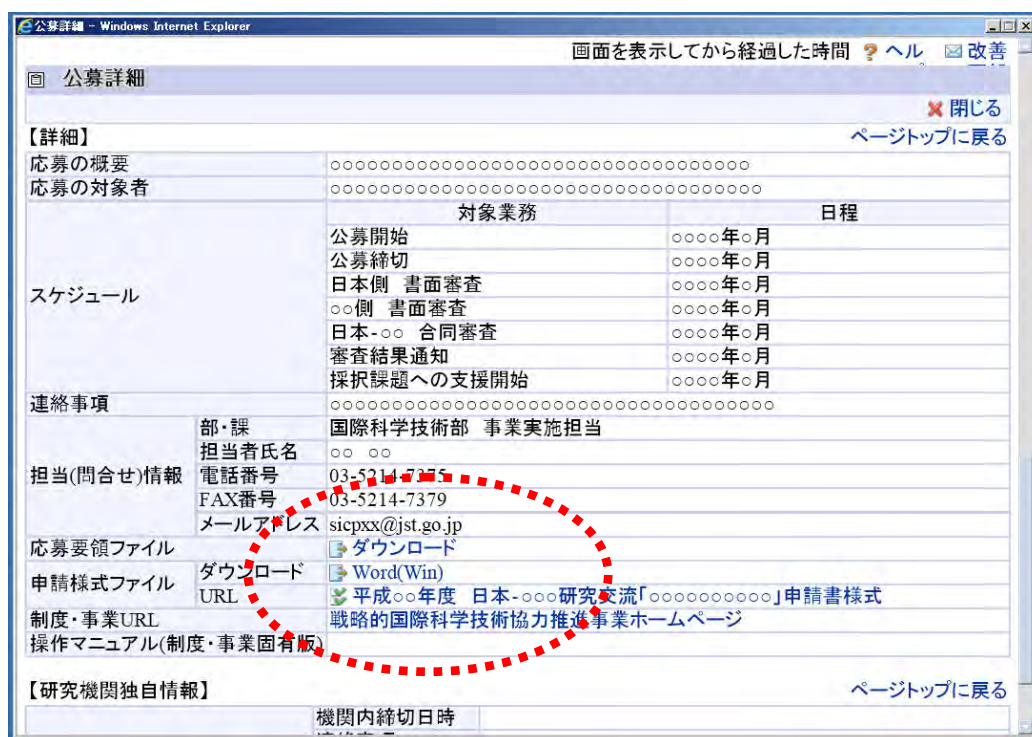 公募詳細 - Windows Internet Explorer
画面を表示してから経過した時間 ? ヘル 改善
公募詳細
閉じる
【詳細】 ページトップに戻る
応募の概要 ○○○○○○○○○○○○○○○○○○○○○○○○○○○○○○○○○○
応募の対象者 ○○○○○○○○○○○○○○○○○○○○○○○○○○○○○○○○○○○
対象業務 日程
公募開始 ○○○○年○月
公募締切 ○○○○年○月
日本側 書面審査 ○○○○年○月
スケジュール
○○側 書面審査 ○○○○年○月
日本-○○ 合同審査 ○○○○年○月
審査結果通知 ○○○○年○月
採択課題への支援開始 ○○○○年○月
連絡事項 ○○○○○○○○○○○○○○○○○○○○○○○○○○○○○○○○○○○○
部・課 国際科学技術部 事業実施担当
担当者氏名 ○○ ○○
担当(問合せ)情報 電話番号 03-5214-7375
FAX番号 03-5214-7379
メールアドレス sicpxx@jst.go.jp
応募要領ファイル ダウンロード
申請様式ファイル ダウンロード Word(Win)
URL 平成○○年度 日本-○○○研究交流「○○○○○○○○○○」申請書様式
制度・事業URL 戦略的国際科学技術協力推進事業ホームページ
操作マニュアル(制度・事業固有版)
【研究機関独自情報】 ページトップに戻る
機関内締切日時